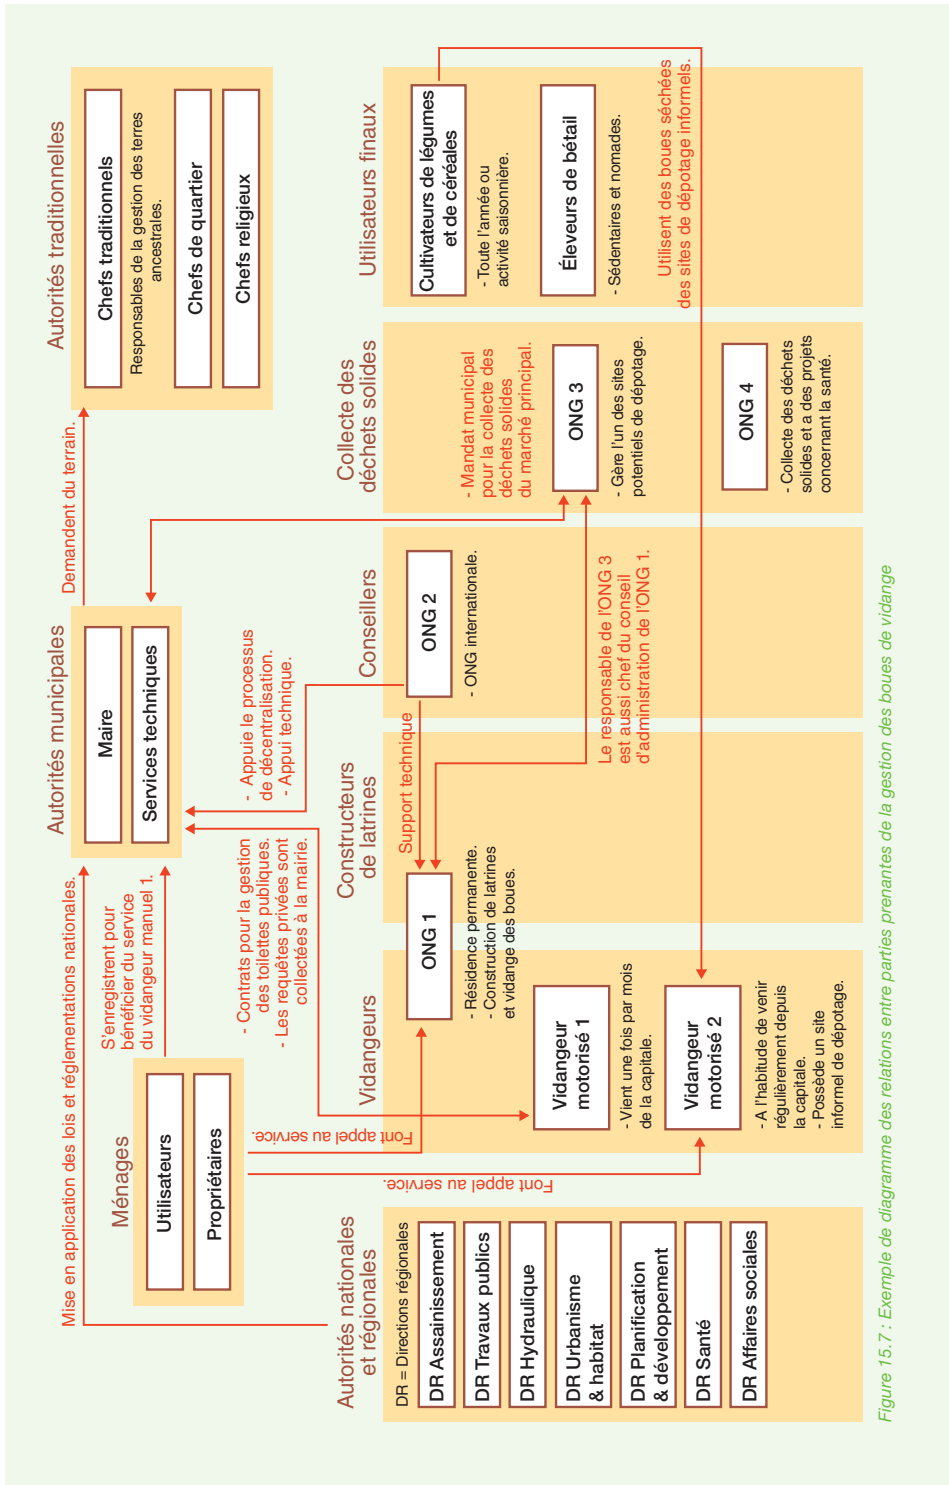 Mise en application des lois et réglementations nationales.
Autorités nationales
et régionales
DR = Directions régionales
DR Assainissement
DR Travaux publics
DR Hydraulique
DR Urbanisme
& habitat
DR Planification
& développement
DR Santé
DR Affaires sociales
Ménages
Utilisateurs
Propriétaires
S'enregistrent pour
bénéficier du service
du vidangeur manuel 1.
Font appel au service.
Font appel au service.
Autorités municipales
Maire
Services techniques
Demandent du terrain.
Autorités traditionnelles
Chefs traditionnels
Responsables de la gestion des terres
ancestrales.
Chefs de quartier
Chefs religieux
- Contrats pour la gestion
des toilettes publiques.
- Les requêtes privées sont
collectées à la mairie.
- Appuie le processus
de décentralisation.
- Appui technique.
Vidangeurs
Constructeurs
de latrines
ONG 1
- Résidence permanente.
- Construction de latrines
et vidange des boues.
Vidangeur
motorisé 1
- Vient une fois par mois
de la capitale.
Vidangeur
motorisé 2
- A l'habitude de venir
régulièrement depuis
la capitale.
- Possède un site
informel de dépotage.
Support technique
Conseillers
ONG 2
- ONG internationale.
Le responsable de l'ONG 3
est aussi chef du conseil
d'administration de l'ONG 1.
Collecte des
déchets solides
- Mandat municipal
pour la collecte des
déchets solides
du marché principal.
ONG 3
- Gère l'un des sites
potentiels de dépotage.
ONG 4
- Collecte des déchets
solides et a des projets
concernant la santé.
Utilisateurs finaux
Cultivateurs de légumes
et de céréales
- Toute l'année ou
activité saisonnière.
Éleveurs de bétail
- Sédentaires et nomades.
Utilisent des boues séchées
des sites de dépotage informels.
Figure 15.7 : Exemple de diagramme des relations entre parties prenantes de la gestion des boues de vidange